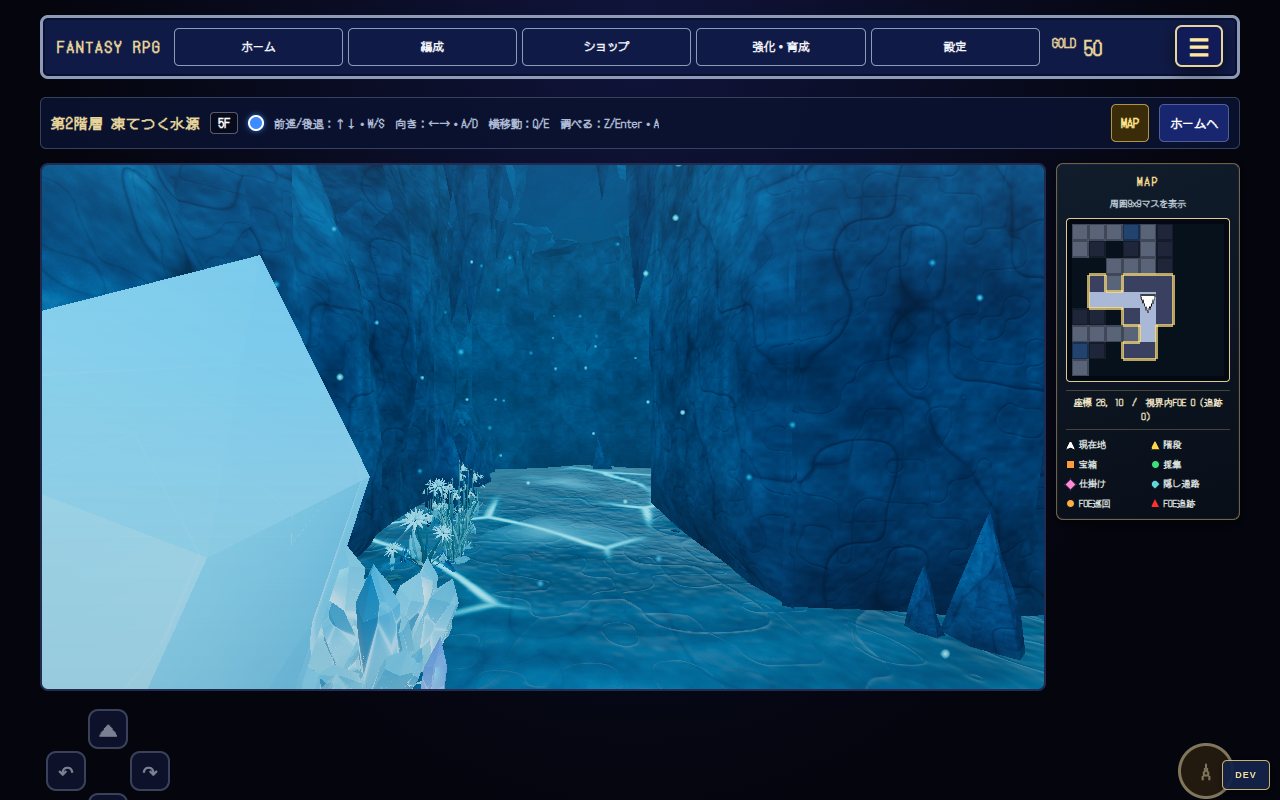 FANTASY RPG
ホーム
編成
ショップ
強化・育成
設定
GOLD 50
第2階層 凍てつく水源
5F
前進/後退:↑↓・W/S 向き:←→・A/D 横移動:Q/E 調べる:Z/Enter・A
MAP
ホームへ
MAP
周囲9x9マスを表示
座標 26, 10 / 視界内FOE 0 (追跡
0)
現在地
階段
宝箱
採集
仕掛け
隠し通路
FOE巡回
FOE追跡
A
DEV